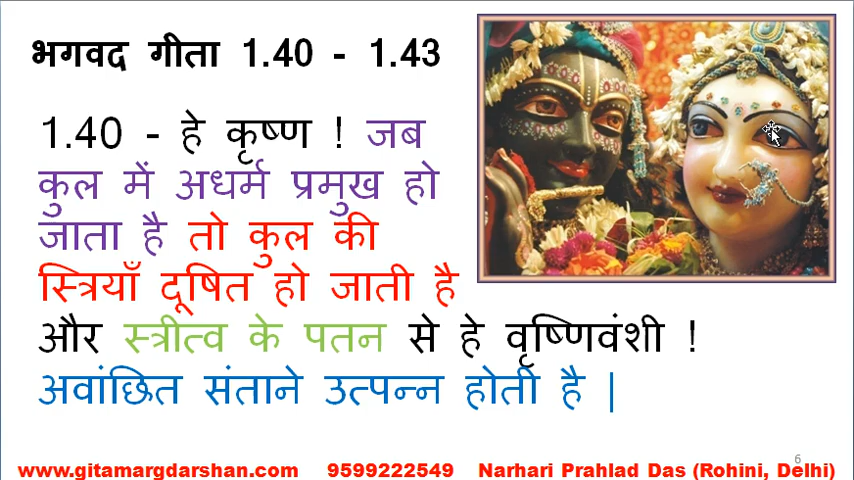 भगवद गीता 1.40 - 1.43
1.40 - हे कृष्ण ! जब
कुल में अधर्म प्रमुख हो
जाता है तो कुल की
स्त्रियाँ दूषित हो जाती है
और स्त्रीत्व के पतन से हे वृष्णिवंशी !
अवांछित संताने उत्पन्न होती है |
6
www.gitamargdarshan.com 9599222549 Narhari Prahlad Das (Rohini, Delhi)